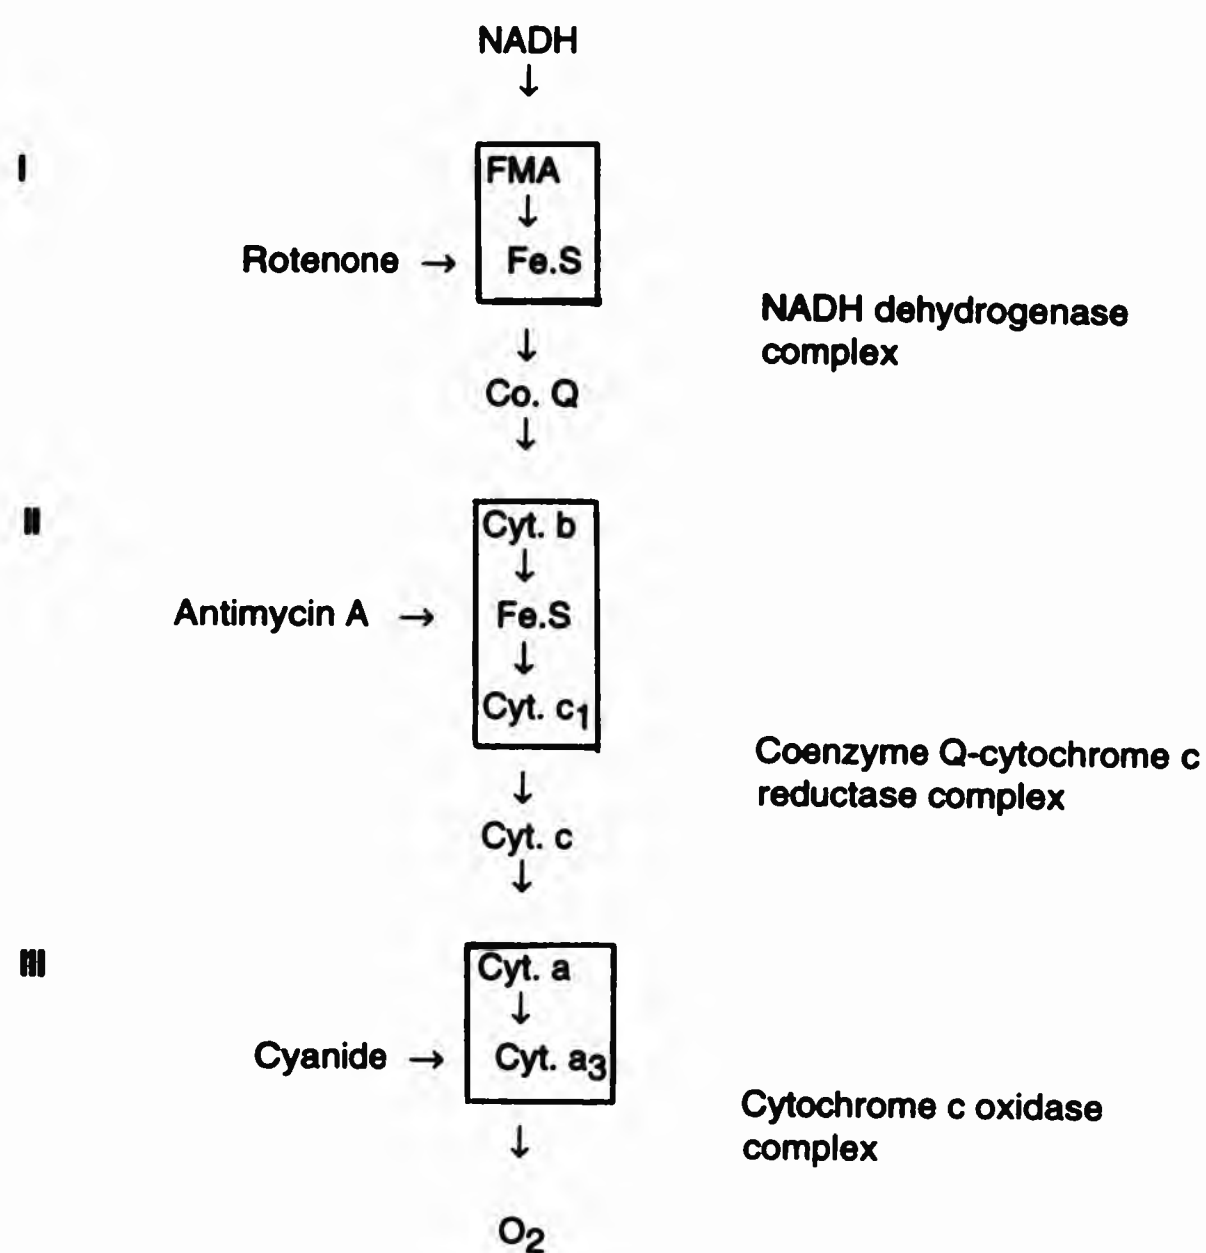 NADH
↓
I
FMA
↓
Rotenone → Fe.S
NADH dehydrogenase
complex
↓
Co. Q
↓
II
Cyt. b
↓
Antimycin A → Fe.S
↓
Cyt. c₁
Coenzyme Q-cytochrome c
reductase complex
↓
Cyt. c
↓
III
Cyt. a
↓
Cyanide → Cyt. a₃
Cytochrome c oxidase
complex
↓
O₂